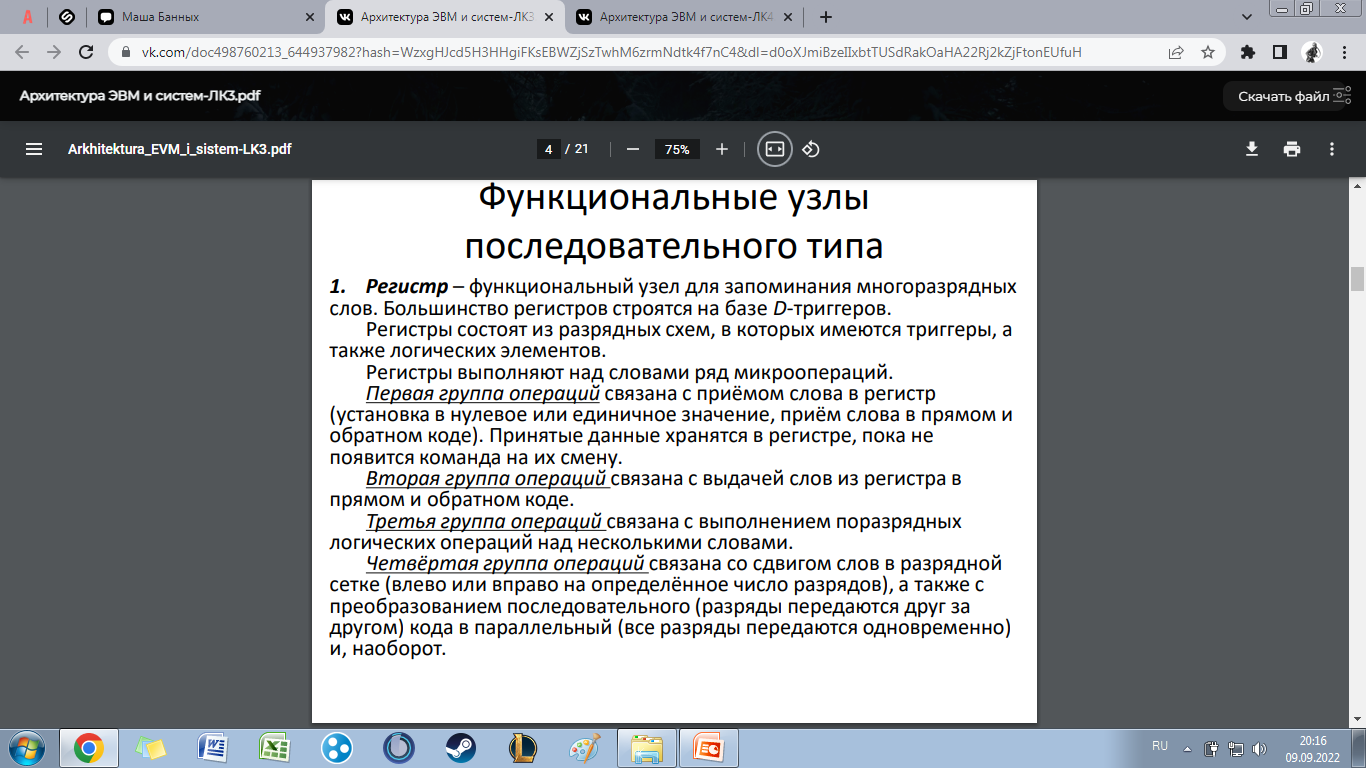 Маша Банных
Архитектура ЭВМ и систем-ЛК3
Архитектура ЭВМ и систем-ЛК4
vk.com/doc498760213_644937982?hash=WzxgHJcd5H3HHgiFKsEBWZjSzTwhM6zrmNdtk4f7nC4&dl=d0oXJmiBzeIIxbtTUSdRakOaHA22Rj2kZjFtonEUfuH
Архитектура ЭВМ и систем-ЛК3.pdf
Скачать файл
Arkhitektura_EVM_i_sistem-LK3.pdf
4 / 21
75%
Функциональные узлы
последовательного типа
1. Регистр – функциональный узел для запоминания многоразрядных
слов. Большинство регистров строятся на базе D-триггеров.
Регистры состоят из разрядных схем, в которых имеются триггеры, а
также логических элементов.
Регистры выполняют над словами ряд микроопераций.
Первая группа операций связана с приёмом слова в регистр
(установка в нулевое или единичное значение, приём слова в прямом и
обратном коде). Принятые данные хранятся в регистре, пока не
появится команда на их смену.
Вторая группа операций связана с выдачей слов из регистра в
прямом и обратном коде.
Третья группа операций связана с выполнением поразрядных
логических операций над несколькими словами.
Четвёртая группа операций связана со сдвигом слов в разрядной
сетке (влево или вправо на определённое число разрядов), а также с
преобразованием последовательного (разряды передаются друг за
другом) кода в параллельный (все разряды передаются одновременно)
и, наоборот.
RU
20:16
09.09.2022